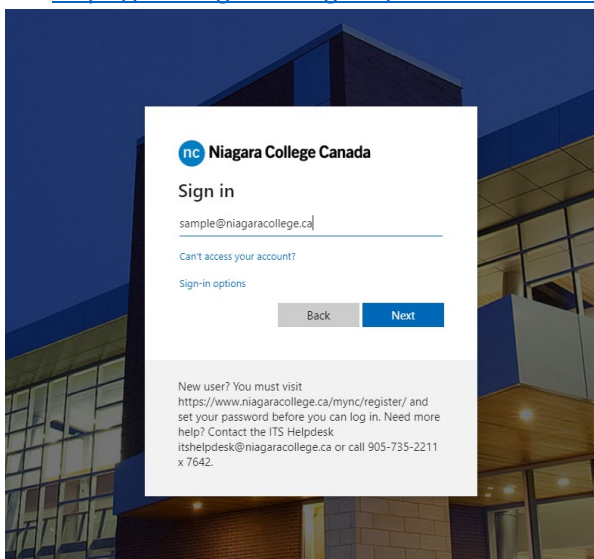 nc Niagara College Canada
Sign in
sample@niagaracollege.ca
Can't access your account?
Sign-in options
Back Next
New user? You must visit
https://www.niagaracollege.ca/mync/register/ and
set your password before you can log in. Need more
help? Contact the ITS Helpdesk
itshelpdesk@niagaracollege.ca or call 905-735-2211
x 7642.